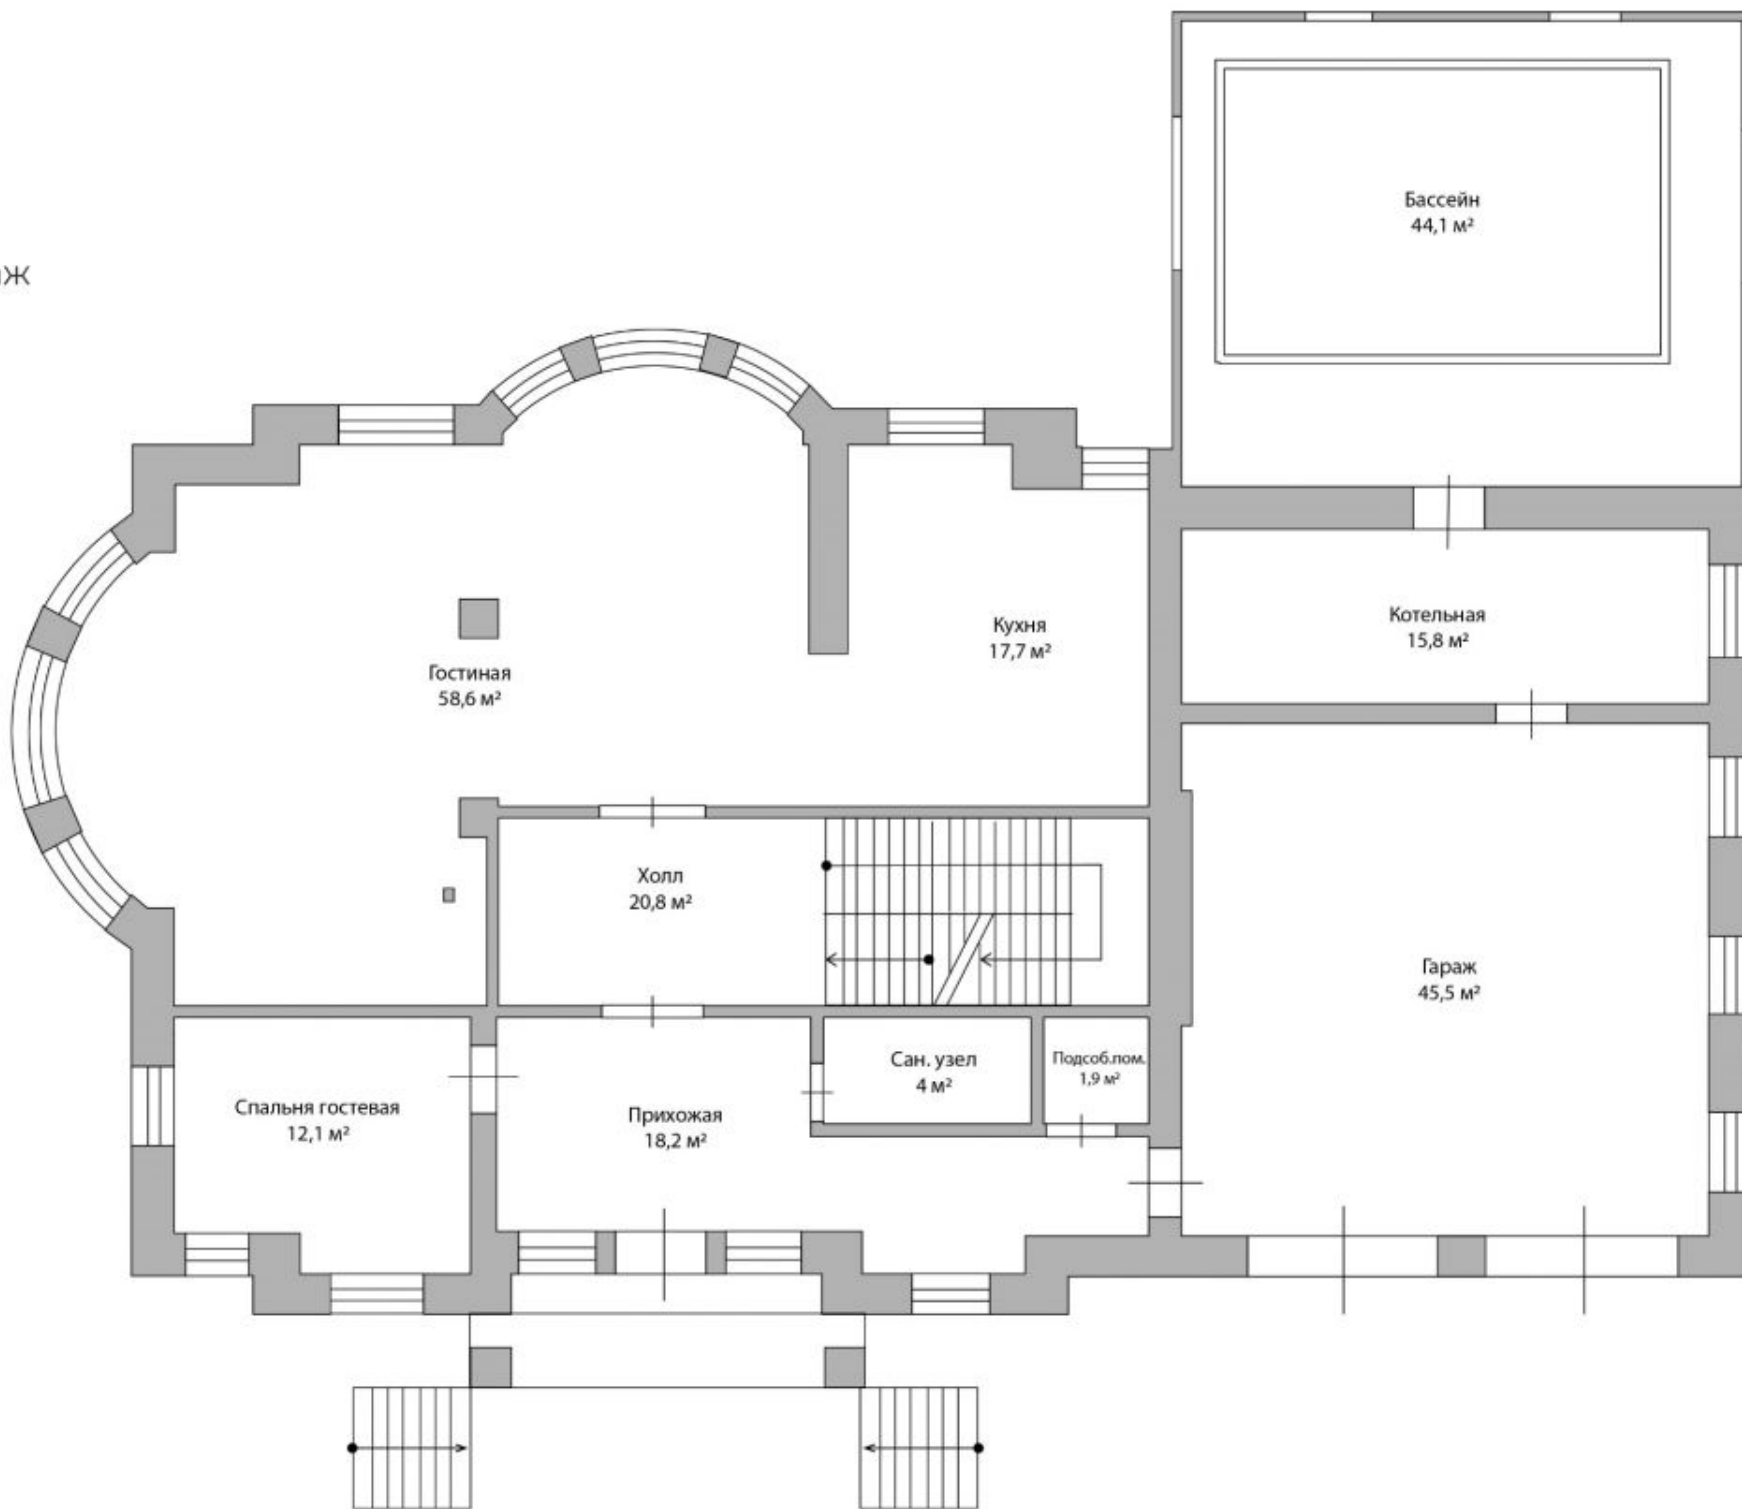 Бассейн
44,1 м²
Гостиная
58,6 м²
Кухня
17,7 м²
Котельная
15,8 м²
Холл
20,8 м²
Гараж
45,5 м²
Спальня гостевая
12,1 м²
Прихожая
18,2 м²
Сан. узел
4 м²
Подсоб.пом.
1,9 м²